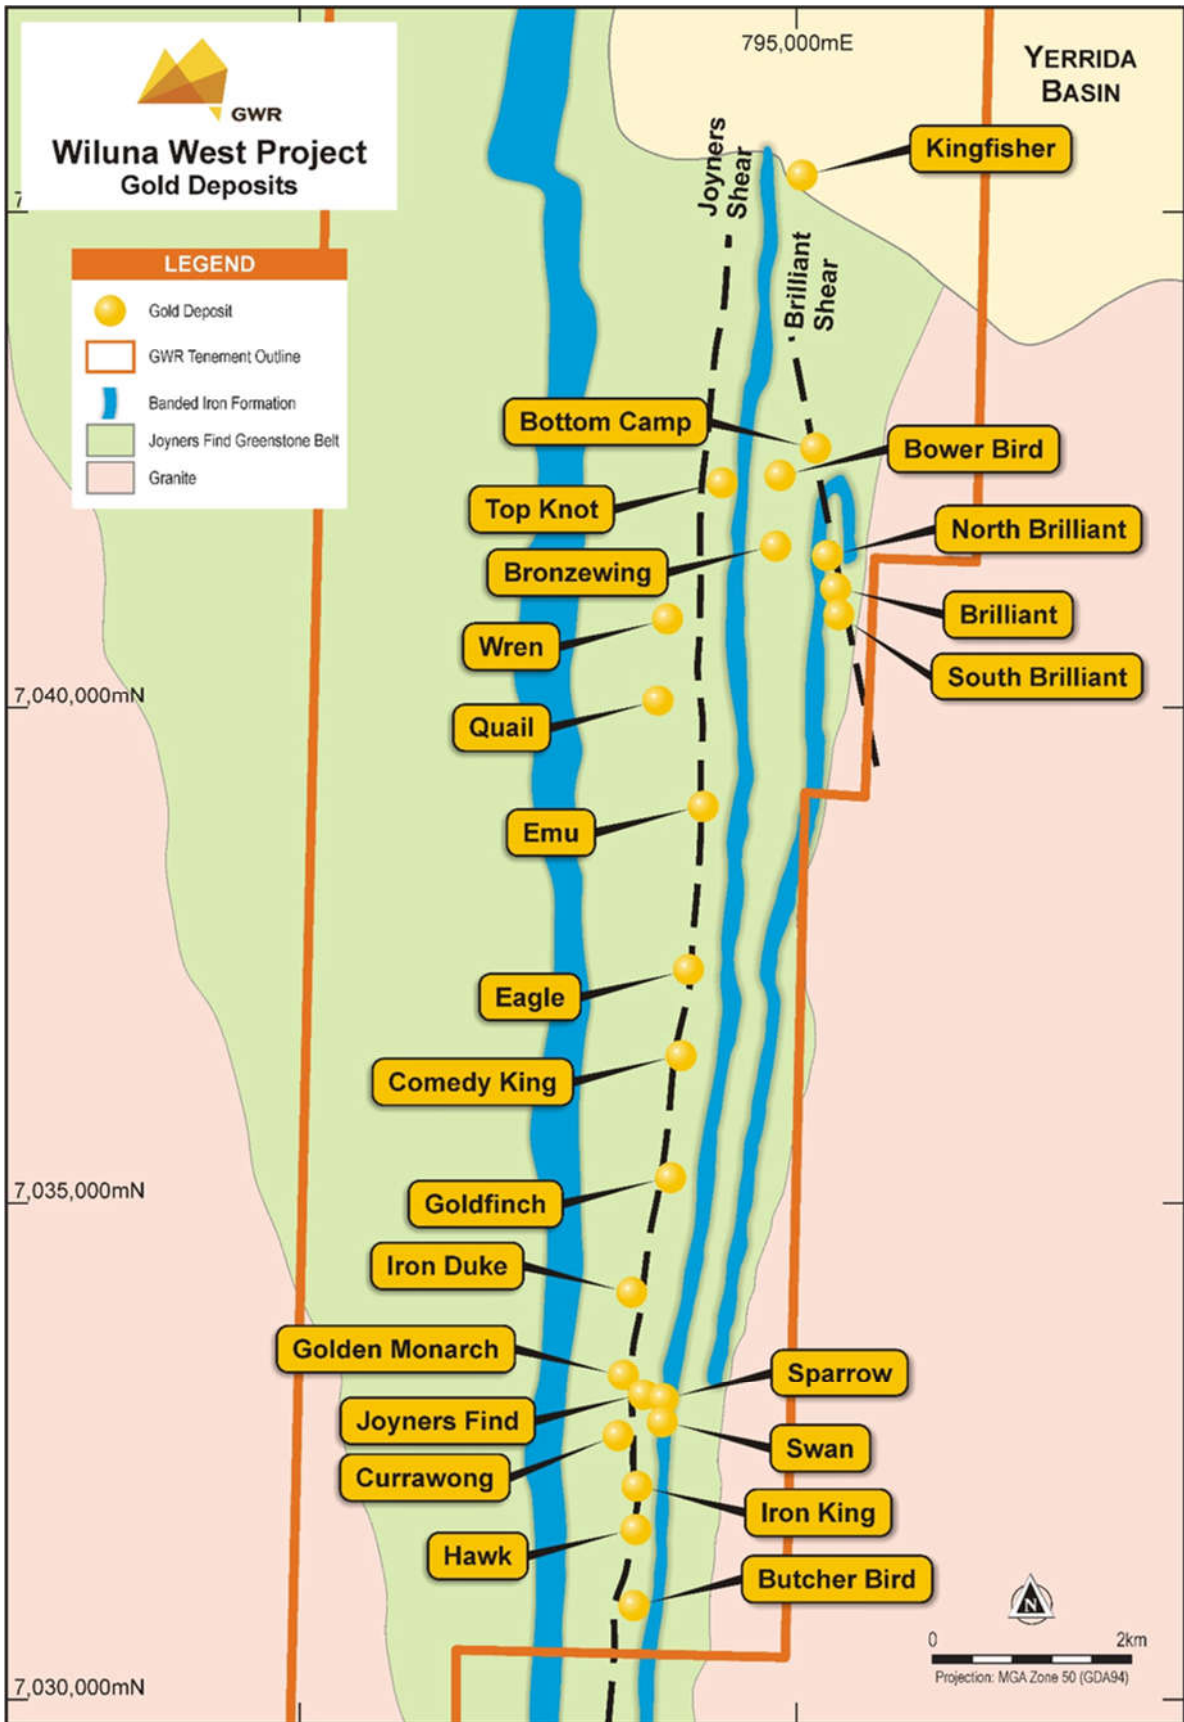 795,000mE
YERRIDA
BASIN
GWR
Wiluna West Project
Gold Deposits
7
Joyners
Shear
Kingfisher
Brilliant
Shear
LEGEND
Gold Deposit
GWR Tenement Outline
Banded Iron Formation
Joyners Find Greenstone Belt
Granite
Bottom Camp
Bower Bird
Top Knot
North Brilliant
Bronzewing
Brilliant
Wren
South Brilliant
7,040,000mN
Quail
Emu
Eagle
Comedy King
7,035,000mN
Goldfinch
Iron Duke
Golden Monarch
Sparrow
Joyners Find
Swan
Currawong
Iron King
Hawk
Butcher Bird
N
0 2km
Projection: MGA Zone 50 (GDA94)
7,030,000mN